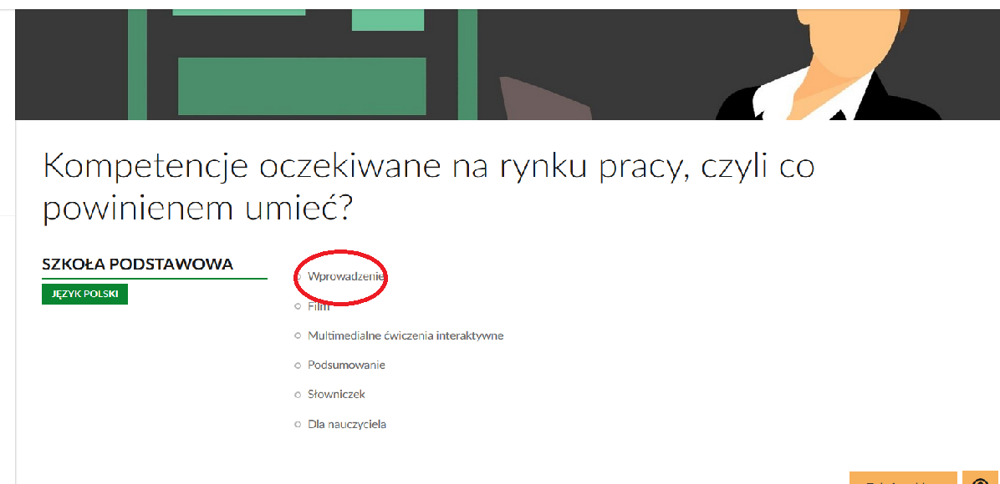 Kompetencje oczekiwane na rynku pracy, czyli co
powinienem umieć?
SZKOŁA PODSTAWOWA
JĘZYK POLSKI
Wprowadzenie
Film
Multimedialne ćwiczenia interaktywne
Podsumowanie
Słowniczek
Dla nauczyciela